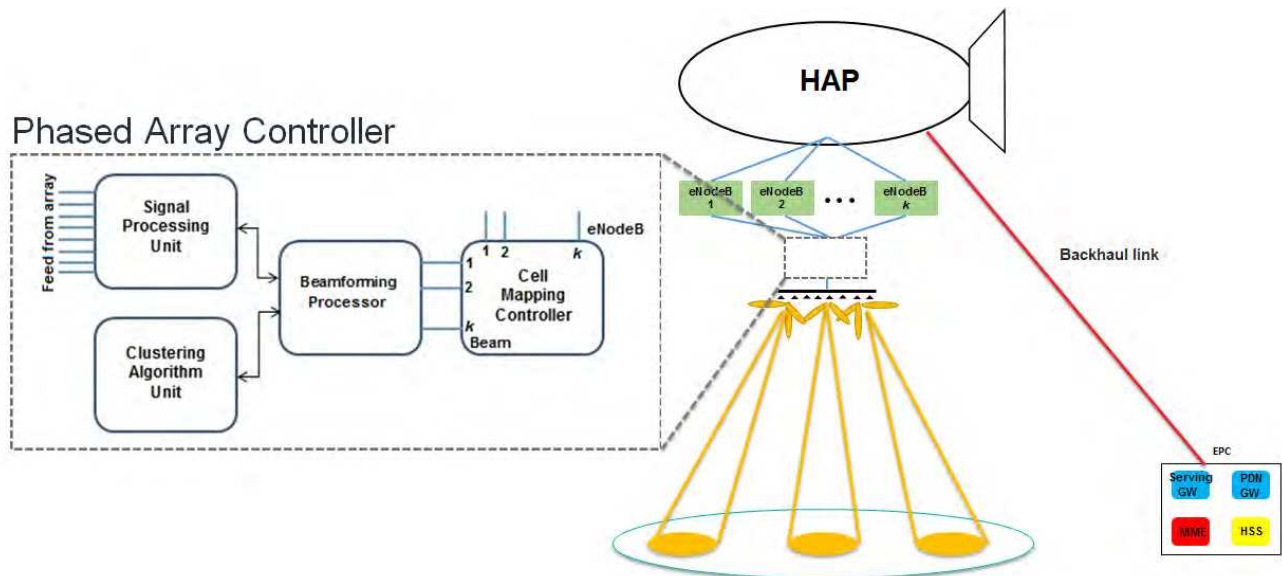 HAP
Phased Array Controller
Feed from array
Signal
Processing
Unit
Clustering
Algorithm
Unit
Beamforming
Processor
eNodeB
1 2 k
1
2
k
Beam
Cell
Mapping
Controller
eNodeB
1
eNodeB
2
• • •
eNodeB
k
Backhaul link
EPC
Serving
GW
PDN
GW
MME
HSS